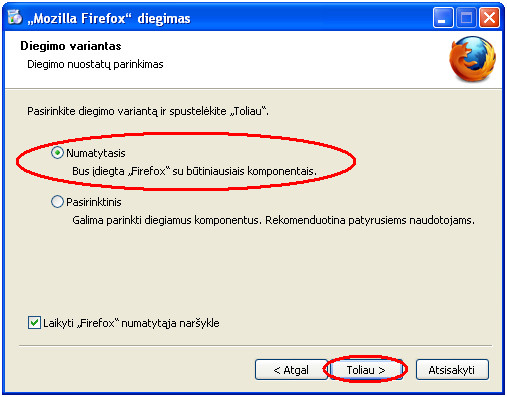 „Mozilla Firefox“ diegimas
Diegimo variantas
Diegimo nuostatų parinkimas
Pasirinkite diegimo variantą ir spustelėkite „Toliau“.
Numatytasis
Bus įdiegta „Firefox“ su būtiniausiais komponentais.
Pasirinktinis
Galima parinkti diegiamus komponentus. Rekomenduotina patyrusiems naudotojams.
Laikyti „Firefox“ numatytąja naršykle
< Atgal
Toliau >
Atsisakyti